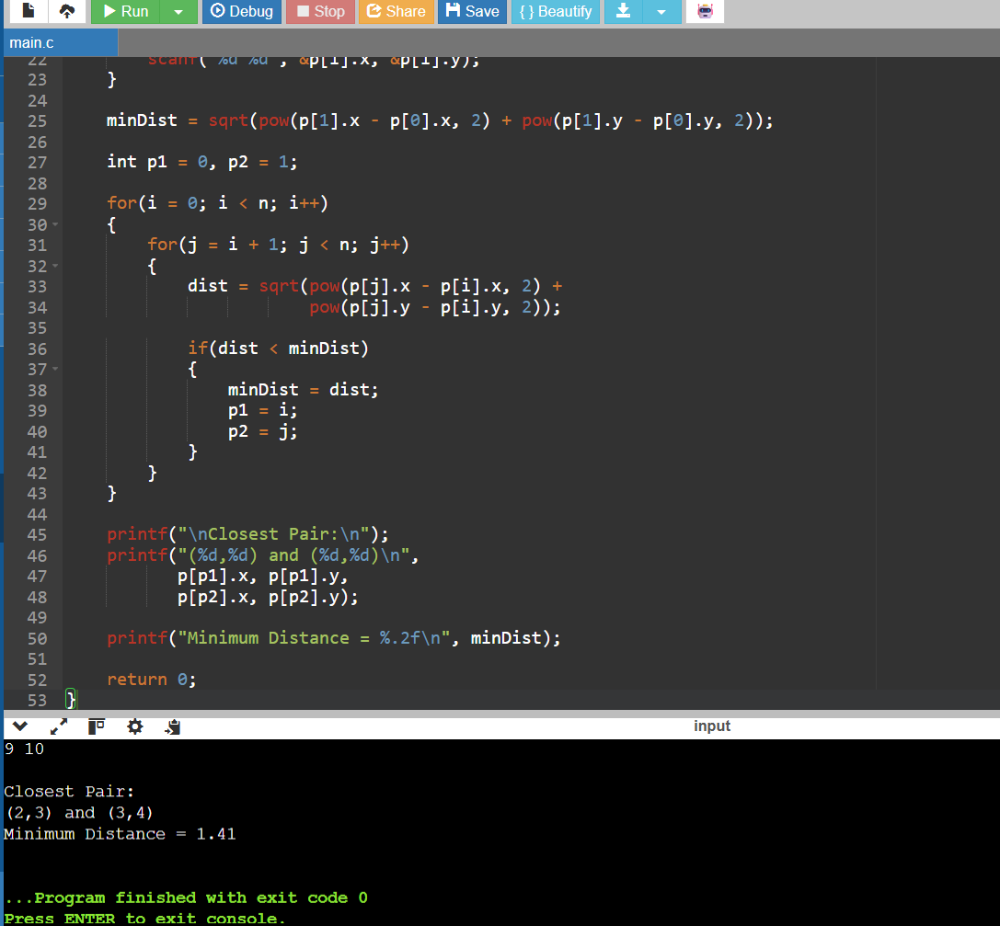 Run Debug Stop Share Save { } Beautify
main.c
22 scanf("%d %d", &p[i].x, &p[i].y);
23 }
24
25 minDist = sqrt(pow(p[1].x - p[0].x, 2) + pow(p[1].y - p[0].y, 2));
26
27 int p1 = 0, p2 = 1;
28
29 for(i = 0; i < n; i++)
30 {
31 for(j = i + 1; j < n; j++)
32 {
33 dist = sqrt(pow(p[j].x - p[i].x, 2) +
34 pow(p[j].y - p[i].y, 2));
35
36 if(dist < minDist)
37 {
38 minDist = dist;
39 p1 = i;
40 p2 = j;
41 }
42 }
43 }
44
45 printf("\nClosest Pair:\n");
46 printf("(%d,%d) and (%d,%d)\n",
47 p[p1].x, p[p1].y,
48 p[p2].x, p[p2].y);
49
50 printf("Minimum Distance = %.2f\n", minDist);
51
52 return 0;
53 }
input
9 10
Closest Pair:
(2,3) and (3,4)
Minimum Distance = 1.41
...Program finished with exit code 0
Press ENTER to exit console.